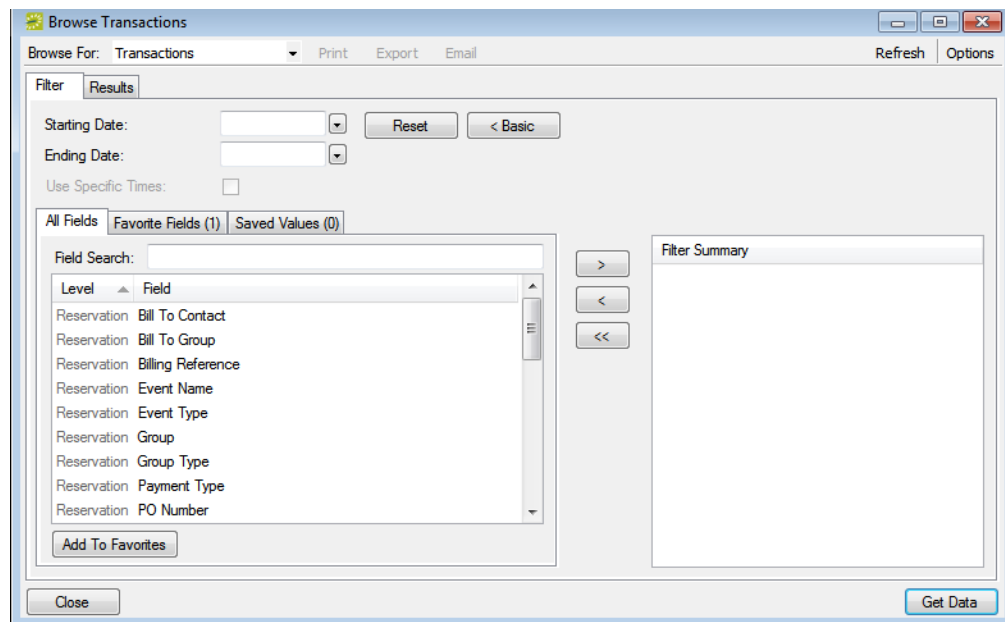 Browse Transactions
Browse For: Transactions Print Export Email Refresh Options
Filter Results
Starting Date: Reset < Basic
Ending Date:
Use Specific Times:
All Fields Favorite Fields (1) Saved Values (0)
Field Search:
Filter Summary
Level Field
Reservation Bill To Contact
Reservation Bill To Group
Reservation Billing Reference
Reservation Event Name
Reservation Event Type
Reservation Group
Reservation Group Type
Reservation Payment Type
Reservation PO Number
>
<
<<
Add To Favorites
Close Get Data